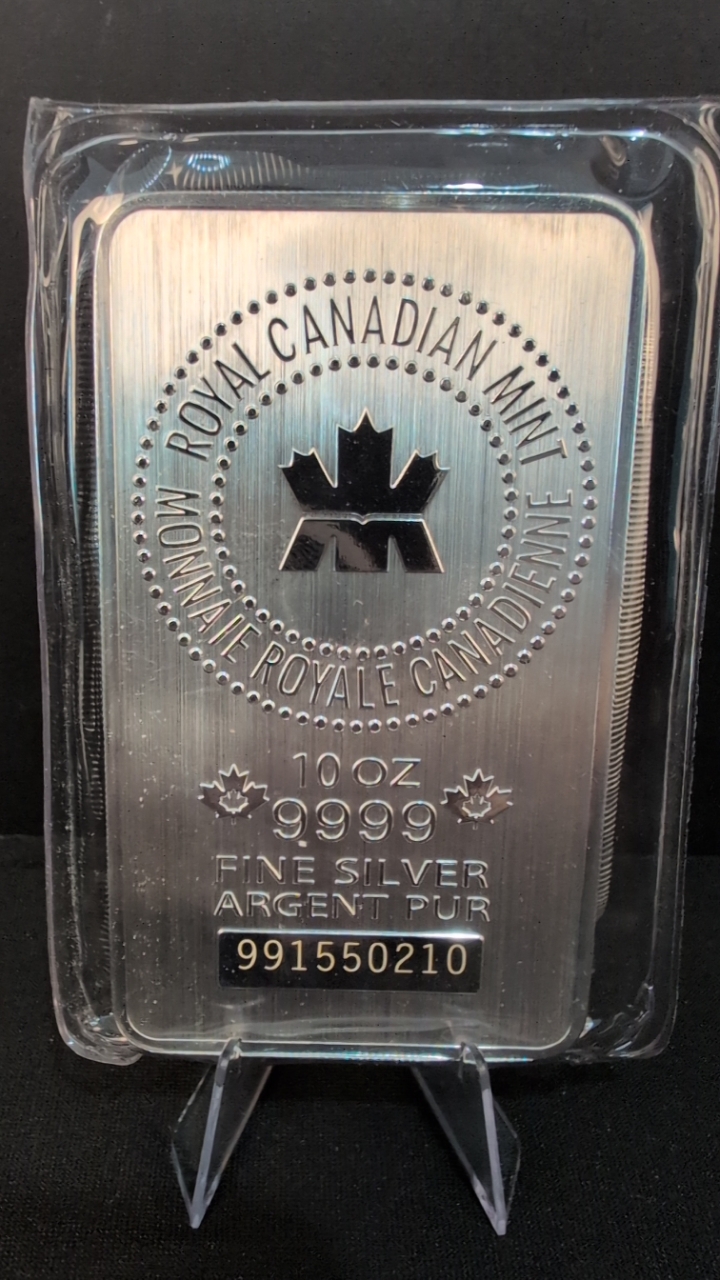 ROYAL CANADIAN MINT
MONNAIE ROYALE CANADIENNE
10 OZ
9999
FINE SILVER
ARGENT PUR
991550210